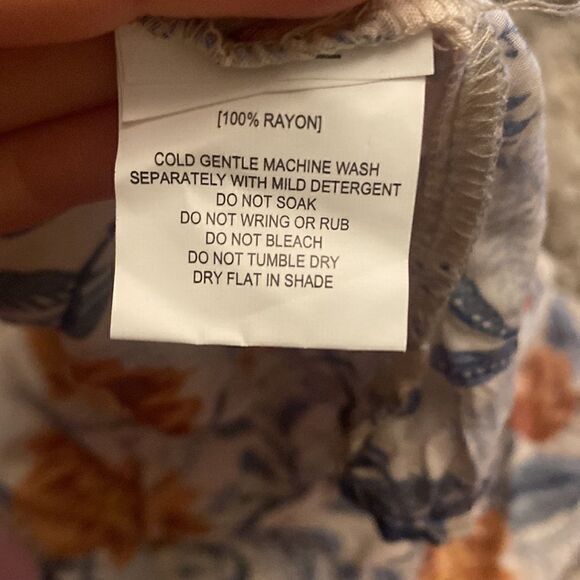 [100% RAYON]
COLD GENTLE MACHINE WASH
SEPARATELY WITH MILD DETERGENT
DO NOT SOAK
DO NOT WRING OR RUB
DO NOT BLEACH
DO NOT TUMBLE DRY
DRY FLAT IN SHADE